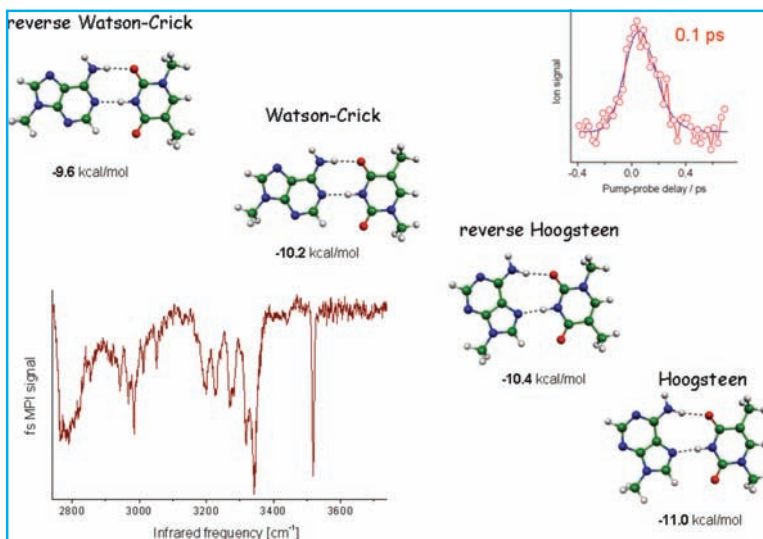 reverse Watson-Crick
-9.6 kcal/mol
Watson-Crick
-10.2 kcal/mol
0.1 ps
Ion signal
-0.4 0.0 0.4
Pump-probe delay / ps
reverse Hoogsteen
-10.4 kcal/mol
Hoogsteen
-11.0 kcal/mol
fs MPI signal
2800 3000 3200 3400 3600
Infrared frequency [cm⁻¹]